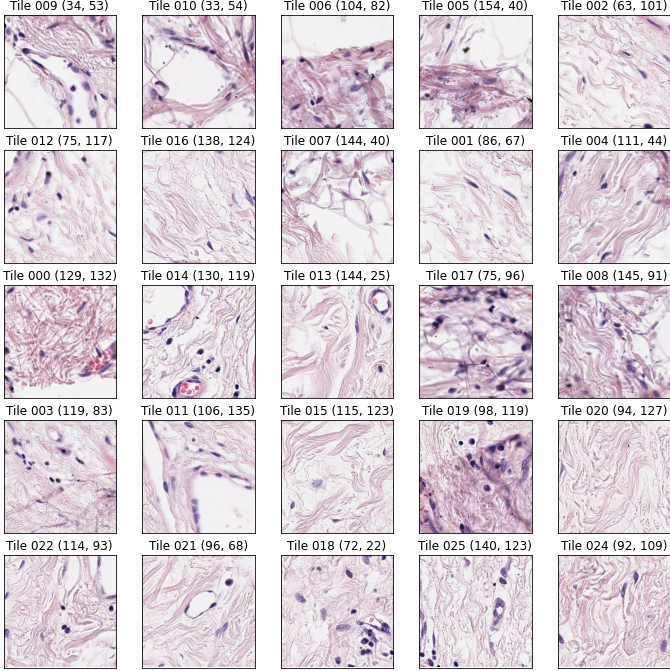 Tile 009 (34, 53) Tile 010 (33, 54) Tile 006 (104, 82) Tile 005 (154, 40) Tile 002 (63, 101)
Tile 012 (75, 117) Tile 016 (138, 124) Tile 007 (144, 40) Tile 001 (86, 67) Tile 004 (111, 44)
Tile 000 (129, 132) Tile 014 (130, 119) Tile 013 (144, 25) Tile 017 (75, 96) Tile 008 (145, 91)
Tile 003 (119, 83) Tile 011 (106, 135) Tile 015 (115, 123) Tile 019 (98, 119) Tile 020 (94, 127)
Tile 022 (114, 93) Tile 021 (96, 68) Tile 018 (72, 22) Tile 025 (140, 123) Tile 024 (92, 109)